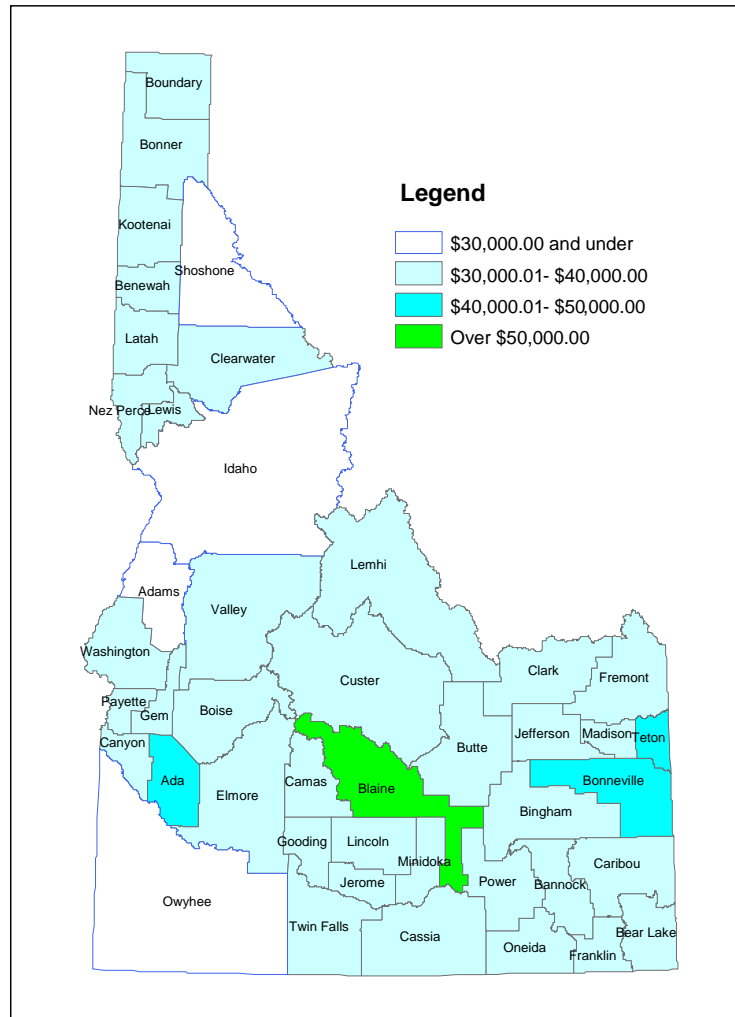 Boundary
Bonner
Legend
$30,000.00 and under
$30,000.01- $40,000.00
$40,000.01- $50,000.00
Over $50,000.00
Kootenai
Shoshone
Benewah
Latah
Clearwater
Nez Perce
Lewis
Idaho
Lemhi
Adams
Valley
Washington
Clark
Fremont
Custer
Payette
Gem
Boise
Canyon
Butte
Jefferson
Madison
Teton
Ada
Elmore
Camas
Blaine
Bonneville
Bingham
Gooding
Lincoln
Minidoka
Caribou
Jerome
Power
Bannock
Owyhee
Twin Falls
Cassia
Oneida
Franklin
Bear Lake